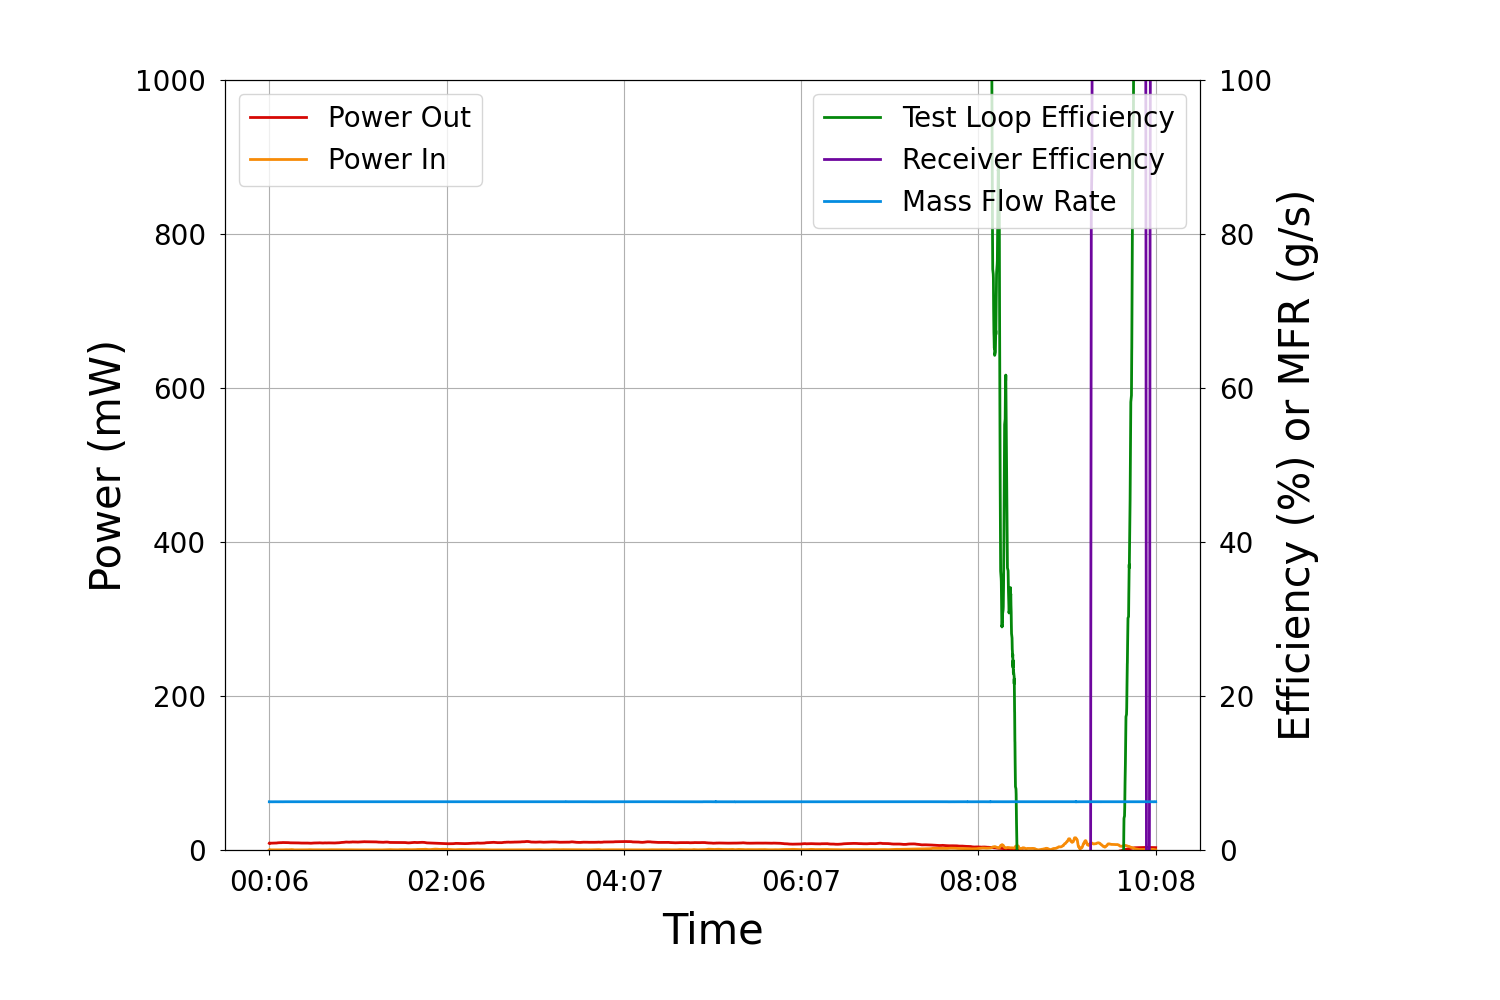 1000
800
600
400
200
0
Power (mW)
Power Out
Power In
Test Loop Efficiency
Receiver Efficiency
Mass Flow Rate
100
80
60
40
20
0
Efficiency (%) or MFR (g/s)
00:06 02:06 04:07 06:07 08:08 10:08
Time